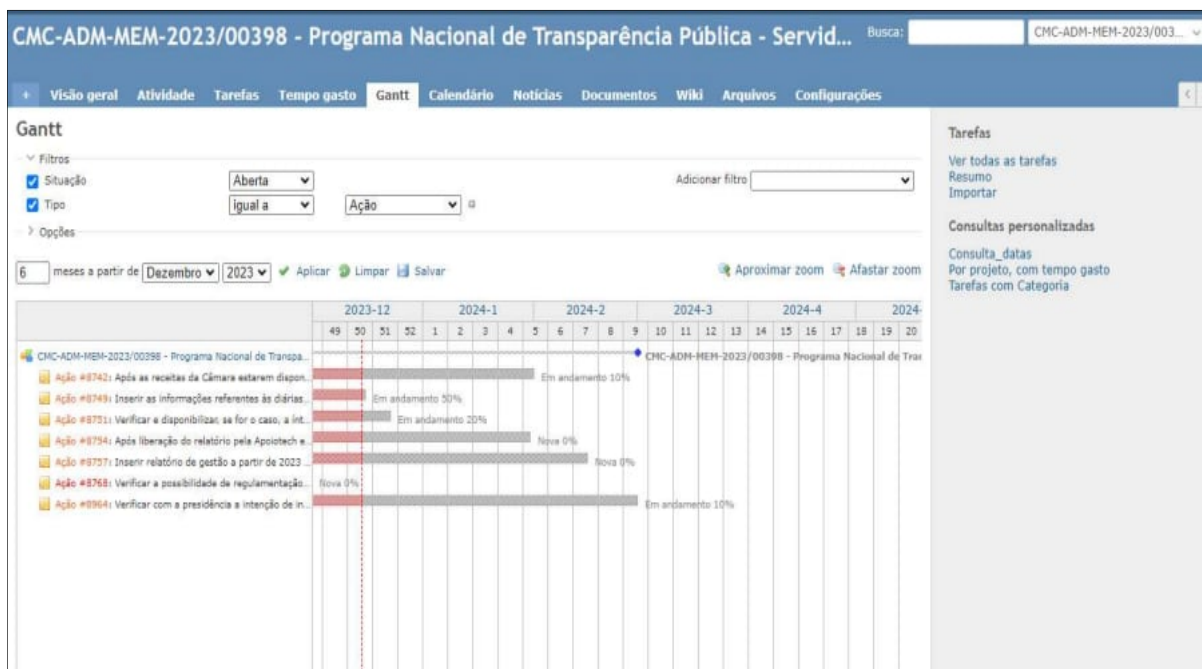 CMC-ADM-MEM-2023/00398 - Programa Nacional de Transparência Pública - Servid... Busca: CMC-ADM-MEM-2023/003...
+ Visão geral Atividade Tarefas Tempo gasto Gantt Calendário Notícias Documentos Wiki Arquivos Configurações
Gantt
Filtros
Situação Aberta Adicionar filtro
Tipo igual a Ação
Opções
6 meses a partir de Dezembro 2023 Aplicar Limpar Salvar Aproximar zoom Afastar zoom
2023-12 2024-1 2024-2 2024-3 2024-4 2024-
49 50 51 52 1 2 3 4 5 6 7 8 9 10 11 12 13 14 15 16 17 18 19 20
CMC-ADM-MEM-2023/00398 - Programa Nacional de Transpa... CMC-ADM-MEM-2023/00398 - Programa Nacional de Tran
Ação #8742: Após as receitas da Câmara estarem dispon... Em andamento 10%
Ação #8749: Inserir as informações referentes às diárias... Em andamento 50%
Ação #8751: Verificar e disponibilizar, se for o caso, a ínt... Em andamento 20%
Ação #8754: Após liberação do relatório pela Apoiotech e... Nova 0%
Ação #8757: Inserir relatório de gestão a partir de 2023 ... Nova 0%
Ação #8768: Verificar a possibilidade de regulamentação... Nova 0%
Ação #8964: Verificar com a presidência a intenção de in... Em andamento 10%
Tarefas
Ver todas as tarefas
Resumo
Importar
Consultas personalizadas
Consulta_datas
Por projeto, com tempo gasto
Tarefas com Categoria